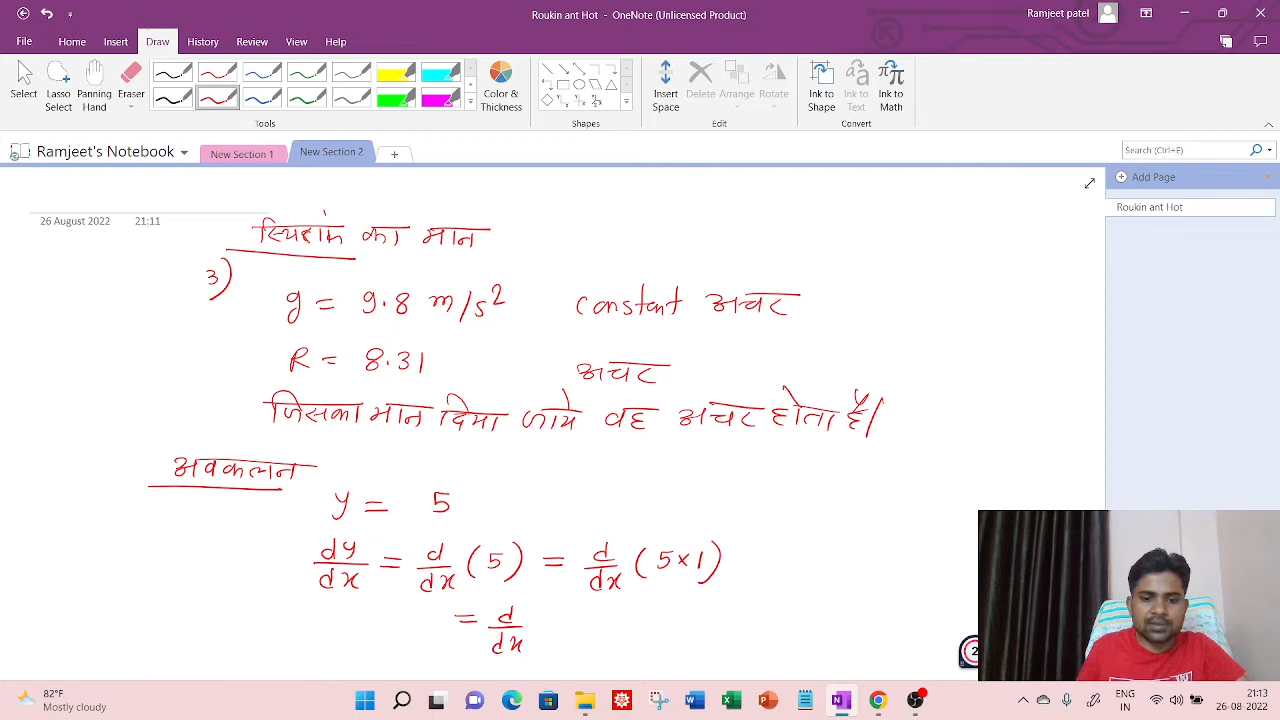 Roukin ant Hot - OneNote (Unlicensed Product)
Ramjeet patel
File Home Insert Draw History Review View Help
Select
Lasso Select
Panning Hand
Eraser
Color & Thickness
Insert Space
Delete
Arrange
Rotate
Ink to Shape
Ink to Text
Ink to Math
Tools
Shapes
Edit
Convert
Ramjeet's Notebook
New Section 1
New Section 2
Search (Ctrl+E)
Add Page
Roukin ant Hot
26 August 2022 21:11
स्थिरांक का मान
3)
g = 9.8 m/s² constant अचर
R = 8.31 अचर
जिसका मान दिया जाये वह अचर होता है।
अवकलन
y = 5
dy/dx = d/dx (5) = d/dx (5×1)
= d/dx
82°F
Mostly cloudy
ENG
IN
21:13
26-08-2022